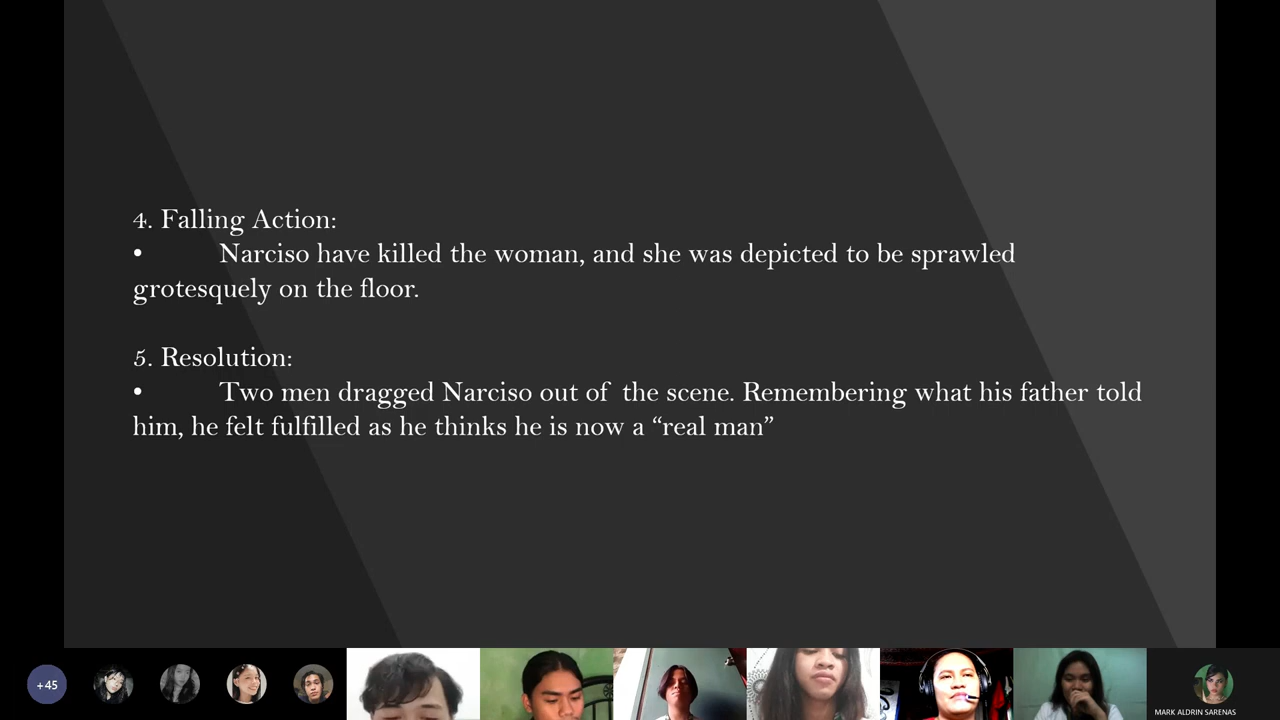 4. Falling Action:
• Narciso have killed the woman, and she was depicted to be sprawled
grotesquely on the floor.
5. Resolution:
• Two men dragged Narciso out of the scene. Remembering what his father told
him, he felt fulfilled as he thinks he is now a “real man”
+45
MARK ALDRIN SARENAS